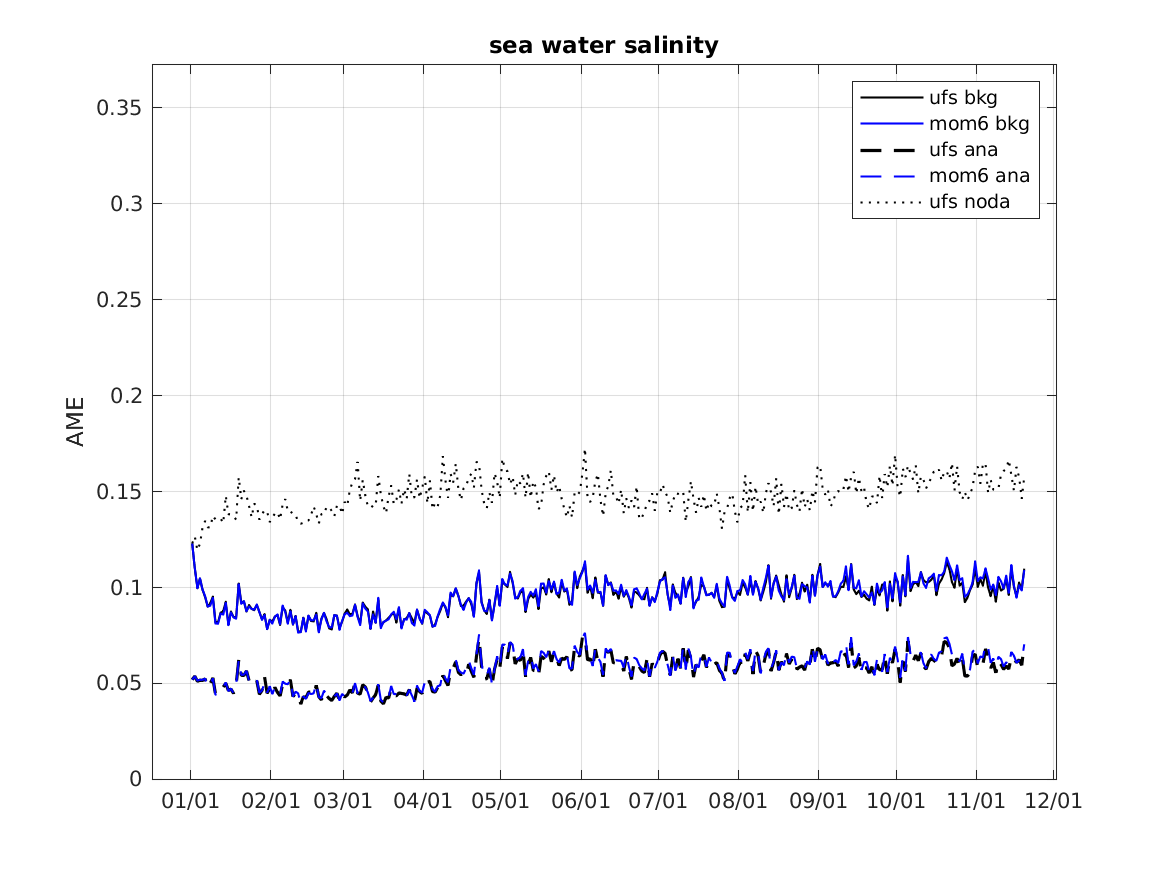 sea water salinity
ufs bkg
mom6 bkg
ufs ana
mom6 ana
ufs noda
0.35
0.3
0.25
0.2
0.15
0.1
0.05
0
AME
01/01 02/01 03/01 04/01 05/01 06/01 07/01 08/01 09/01 10/01 11/01 12/01